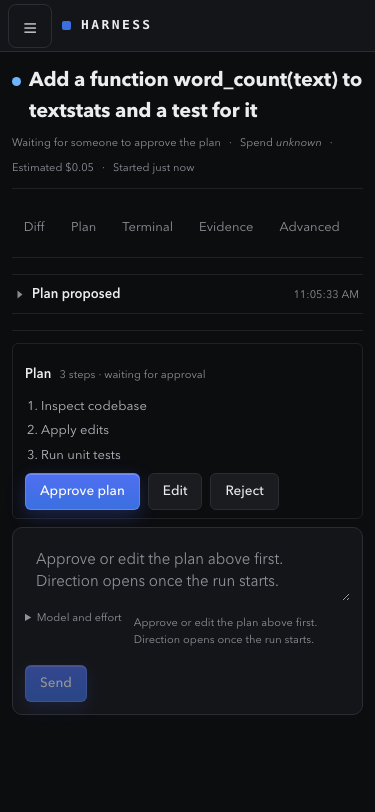 HARNESS
Add a function word_count(text) to
textstats and a test for it
Waiting for someone to approve the plan · Spend unknown ·
Estimated $0.05 · Started just now
Diff Plan Terminal Evidence Advanced
Plan proposed 11:05:33 AM
Plan 3 steps · waiting for approval
1. Inspect codebase
2. Apply edits
3. Run unit tests
Approve plan Edit Reject
Approve or edit the plan above first.
Direction opens once the run starts.
Model and effort Approve or edit the plan above first.
Direction opens once the run starts.
Send